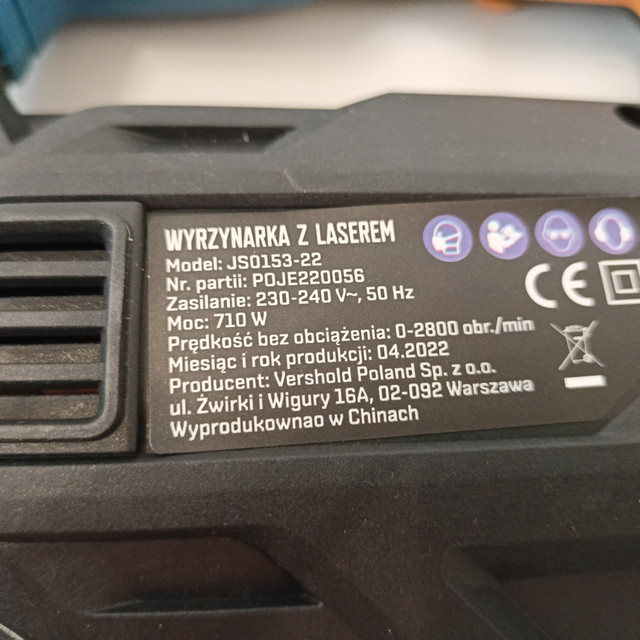 WYRZYNARKA Z LASEREM
Model: JS0153-22
Nr. partii: POJE220056
Zasilanie: 230-240 V~, 50 Hz
Moc: 710 W
Prędkość bez obciążenia: 0-2800 obr./min
Miesiąc i rok produkcji: 04.2022
Producent: Vershold Poland Sp. z o.o.
ul. Żwirki i Wigury 16A, 02-092 Warszawa
Wyprodukownao w Chinach
CE